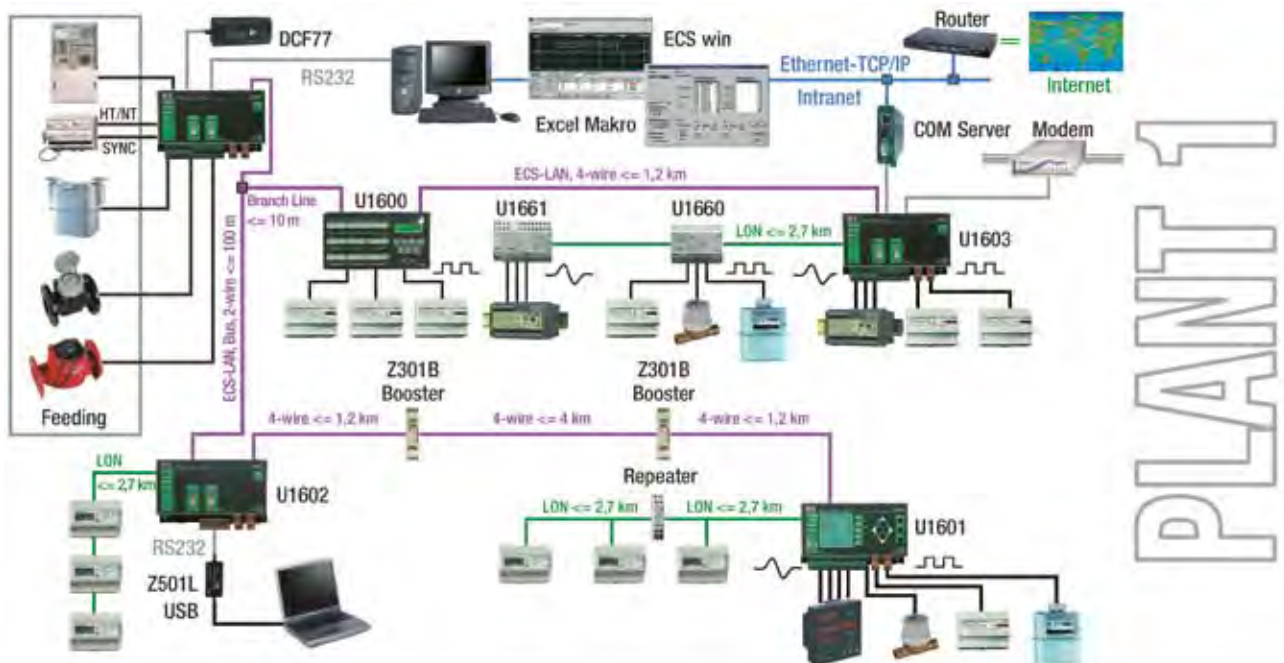 DCF77
RS232
ECS win
Excel Makro
Ethernet-TCP/IP
Intranet
Router
Internet
COM Server
Modem
HT/NT
SYNC
Feeding
Branch Line
<= 10 m
ECS-LAN, Bus, 2-wire <= 100 m
ECS-LAN, 4-wire <= 1,2 km
U1600
U1661
U1660
LON <= 2,7 km
U1603
Z301B
Booster
Z301B
Booster
4-wire <= 1,2 km
4-wire <= 4 km
4-wire <= 1,2 km
LON
<= 2,7 km
U1602
RS232
Z501L
USB
Repeater
LON <= 2,7 km
LON <= 2,7 km
U1601
PLANT 1